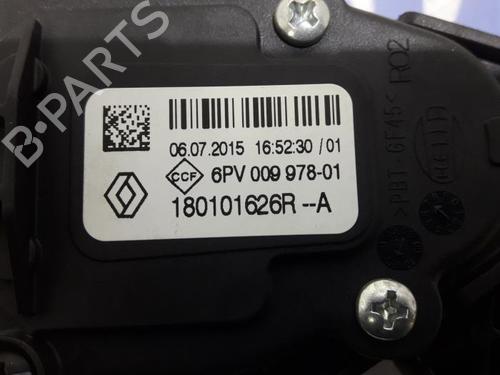 B-PARTS
06.07.2015 16:52:30 / 01
CCF 6PV 009 978-01
180101626R --A
>PBT GF45<
R02
HELLA